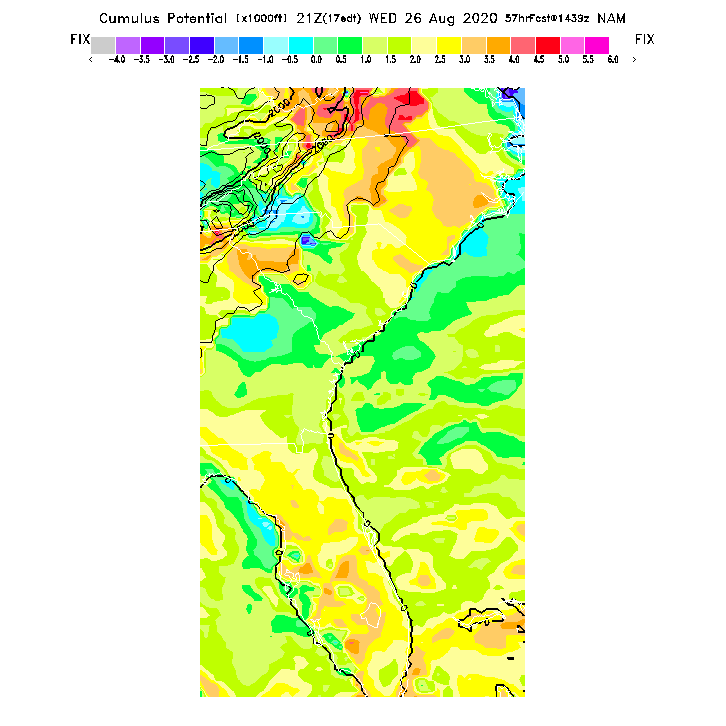 Cumulus Potential [x1000ft] 21Z(17edt) WED 26 Aug 2020 57hrFcst@1439z NAM
FIX FIX
< -4.0 -3.5 -3.0 -2.5 -2.0 -1.5 -1.0 -0.5 0.0 0.5 1.0 1.5 2.0 2.5 3.0 3.5 4.0 4.5 5.0 5.5 6.0 >
2000
2000